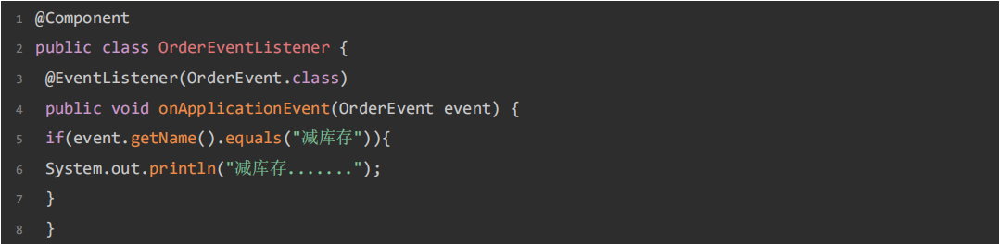 1 @Component
2 public class OrderEventListener {
3 @EventListener(OrderEvent.class)
4 public void onApplicationEvent(OrderEvent event) {
5 if(event.getName().equals("减库存")){
6 System.out.println("减库存.......");
7 }
8 }